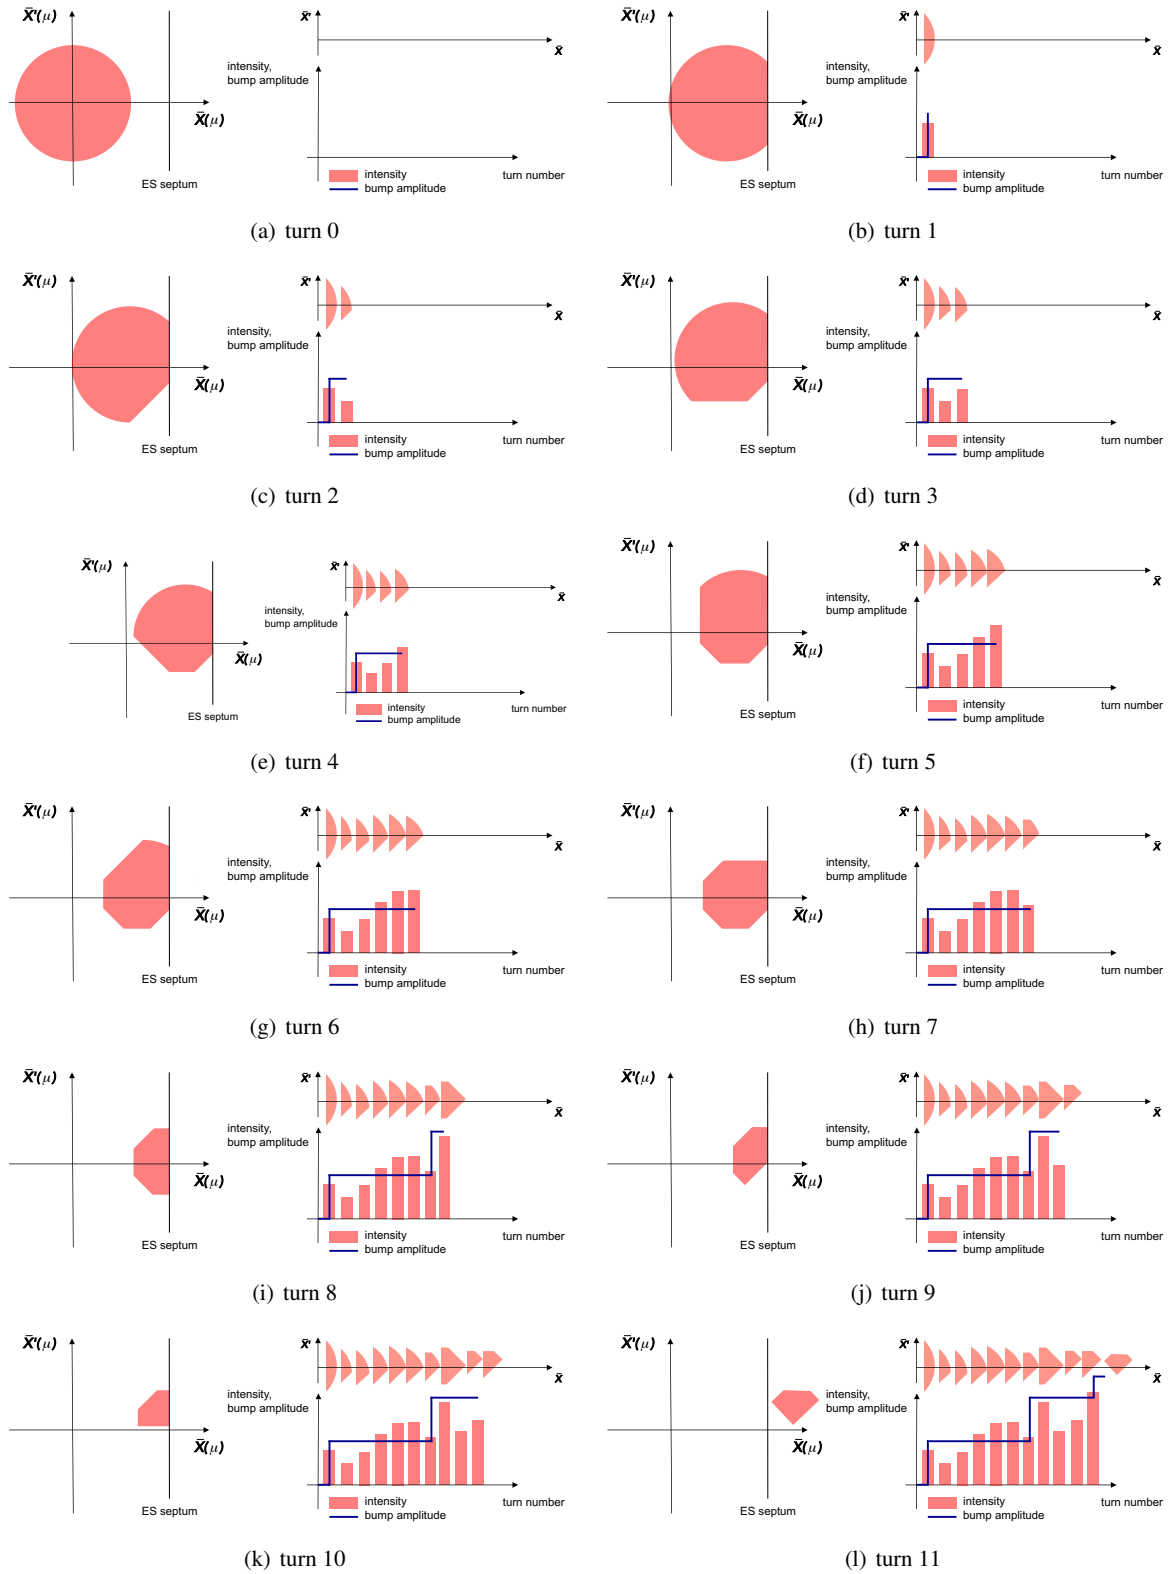 X̄'(μ)
X̄'
x̄
intensity,
bump amplitude
X̄(μ)
ES septum
turn number
intensity
bump amplitude
(a) turn 0
X̄'(μ)
X̄'
x̄
intensity,
bump amplitude
X̄(μ)
ES septum
turn number
intensity
bump amplitude
(b) turn 1
X̄'(μ)
X̄'
x̄
intensity,
bump amplitude
X̄(μ)
ES septum
turn number
intensity
bump amplitude
(c) turn 2
X̄'(μ)
X̄'
x̄
intensity,
bump amplitude
X̄(μ)
ES septum
turn number
intensity
bump amplitude
(d) turn 3
X̄'(μ)
X̄'
x̄
intensity,
bump amplitude
X̄(μ)
ES septum
turn number
intensity
bump amplitude
(e) turn 4
X̄'(μ)
X̄'
x̄
intensity,
bump amplitude
X̄(μ)
ES septum
turn number
intensity
bump amplitude
(f) turn 5
X̄'(μ)
X̄'
x̄
intensity,
bump amplitude
X̄(μ)
ES septum
turn number
intensity
bump amplitude
(g) turn 6
X̄'(μ)
X̄'
x̄
intensity,
bump amplitude
X̄(μ)
ES septum
turn number
intensity
bump amplitude
(h) turn 7
X̄'(μ)
X̄'
x̄
intensity,
bump amplitude
X̄(μ)
ES septum
turn number
intensity
bump amplitude
(i) turn 8
X̄'(μ)
X̄'
x̄
intensity,
bump amplitude
X̄(μ)
ES septum
turn number
intensity
bump amplitude
(j) turn 9
X̄'(μ)
X̄'
x̄
intensity,
bump amplitude
X̄(μ)
ES septum
turn number
intensity
bump amplitude
(k) turn 10
X̄'(μ)
X̄'
x̄
intensity,
bump amplitude
X̄(μ)
ES septum
turn number
intensity
bump amplitude
(l) turn 11